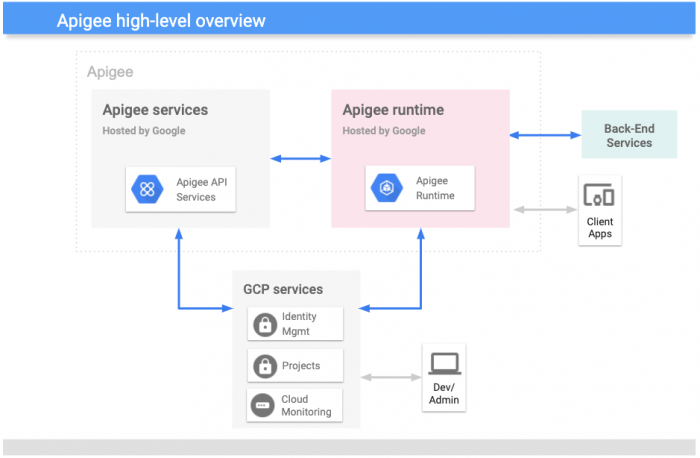 Apigee high-level overview
Apigee
Apigee services
Hosted by Google
Apigee API
Services
Apigee runtime
Hosted by Google
Apigee
Runtime
Back-End
Services
Client
Apps
GCP services
Identity
Mgmt
Projects
Cloud
Monitoring
Dev/
Admin